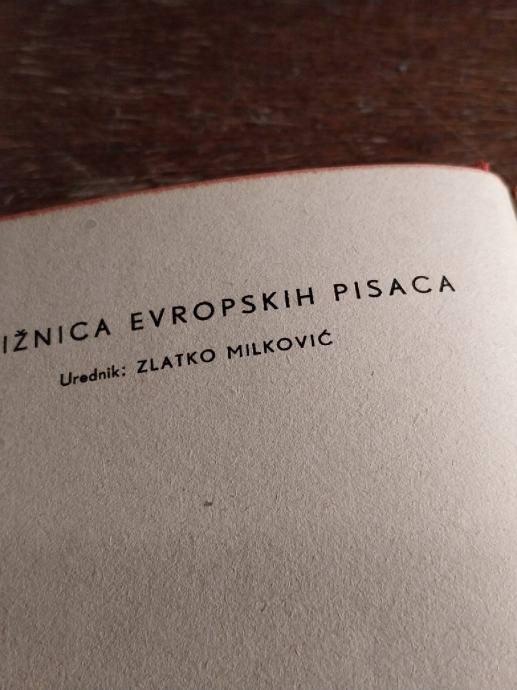 IŽNICA EVROPSKIH PISACA
Urednik: ZLATKO MILKOVIĆ